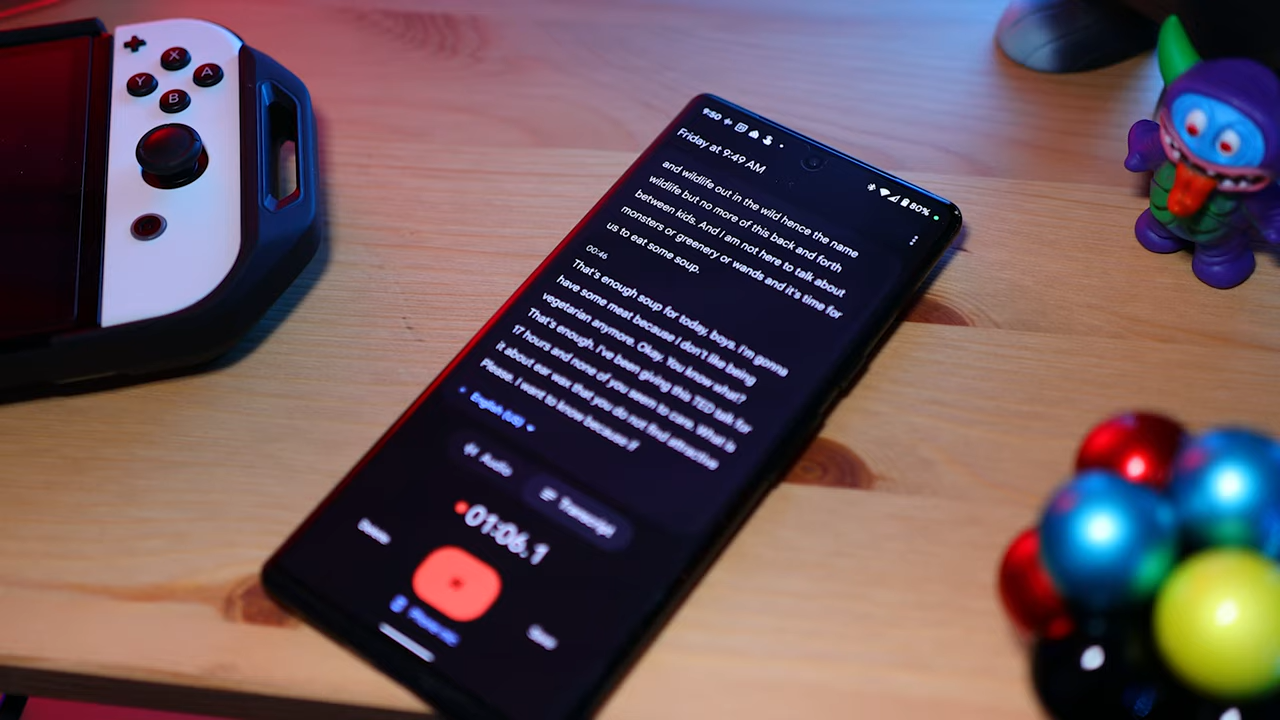 X
Y
A
B
9:50
80%
Friday at 9:49 AM
and wildlife out in the wild hence the name
wildlife but no more of this back and forth
between kids. And I am not here to talk about
monsters or greenery or wands and it's time for
us to eat some soup.
00:46
That's enough soup for today, boys. I'm gonna
have some meat because I don't like being
vegetarian anymore. Okay. You know what?
That's enough. I've been giving this TED talk for
17 hours and none of you seem to care. What is
it about ear wax that you do not find attractive
Please. I want to know because if
English (US)
Audio
Transcript
01:06.1
Delete
Save